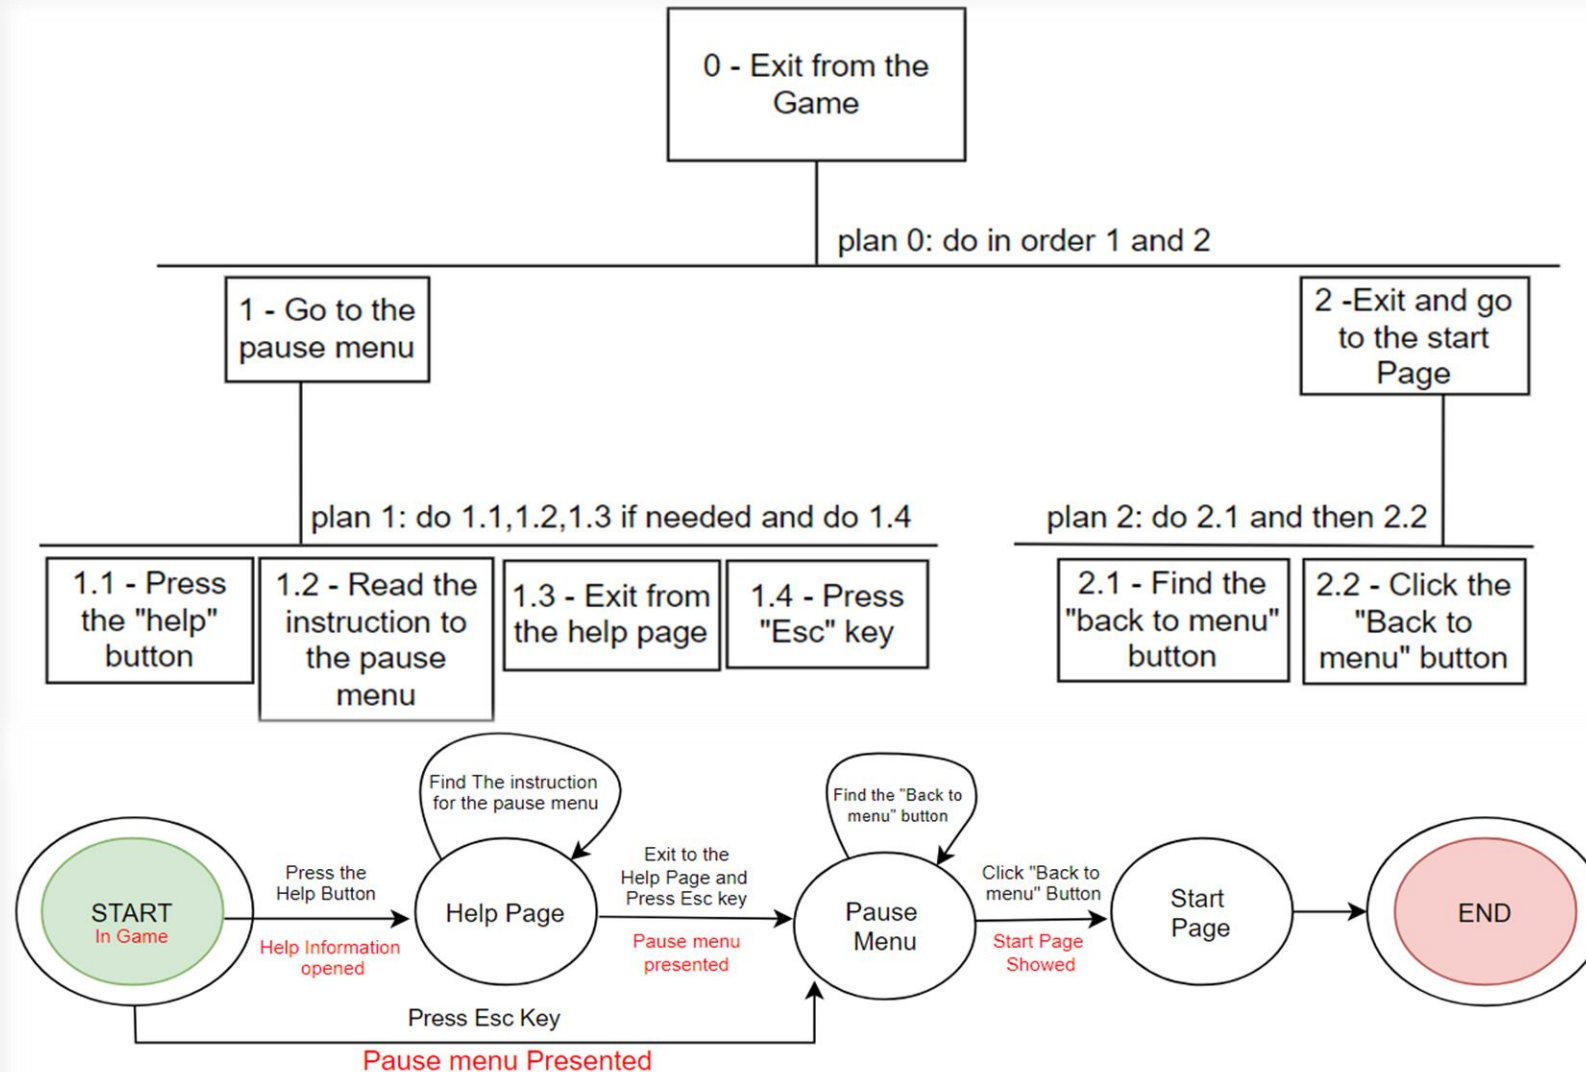 0 - Exit from the
Game
plan 0: do in order 1 and 2
1 - Go to the
pause menu
2 -Exit and go
to the start
Page
plan 1: do 1.1,1.2,1.3 if needed and do 1.4
plan 2: do 2.1 and then 2.2
1.1 - Press
the "help"
button
1.2 - Read the
instruction to
the pause
menu
1.3 - Exit from
the help page
1.4 - Press
"Esc" key
2.1 - Find the
"back to menu"
button
2.2 - Click the
"Back to
menu" button
Find The instruction
for the pause menu
Find the "Back to
menu" button
START
In Game
Press the
Help Button
Help Information
opened
Help Page
Exit to the
Help Page and
Press Esc key
Pause menu
presented
Pause
Menu
Click "Back to
menu" Button
Start Page
Showed
Start
Page
END
Press Esc Key
Pause menu Presented